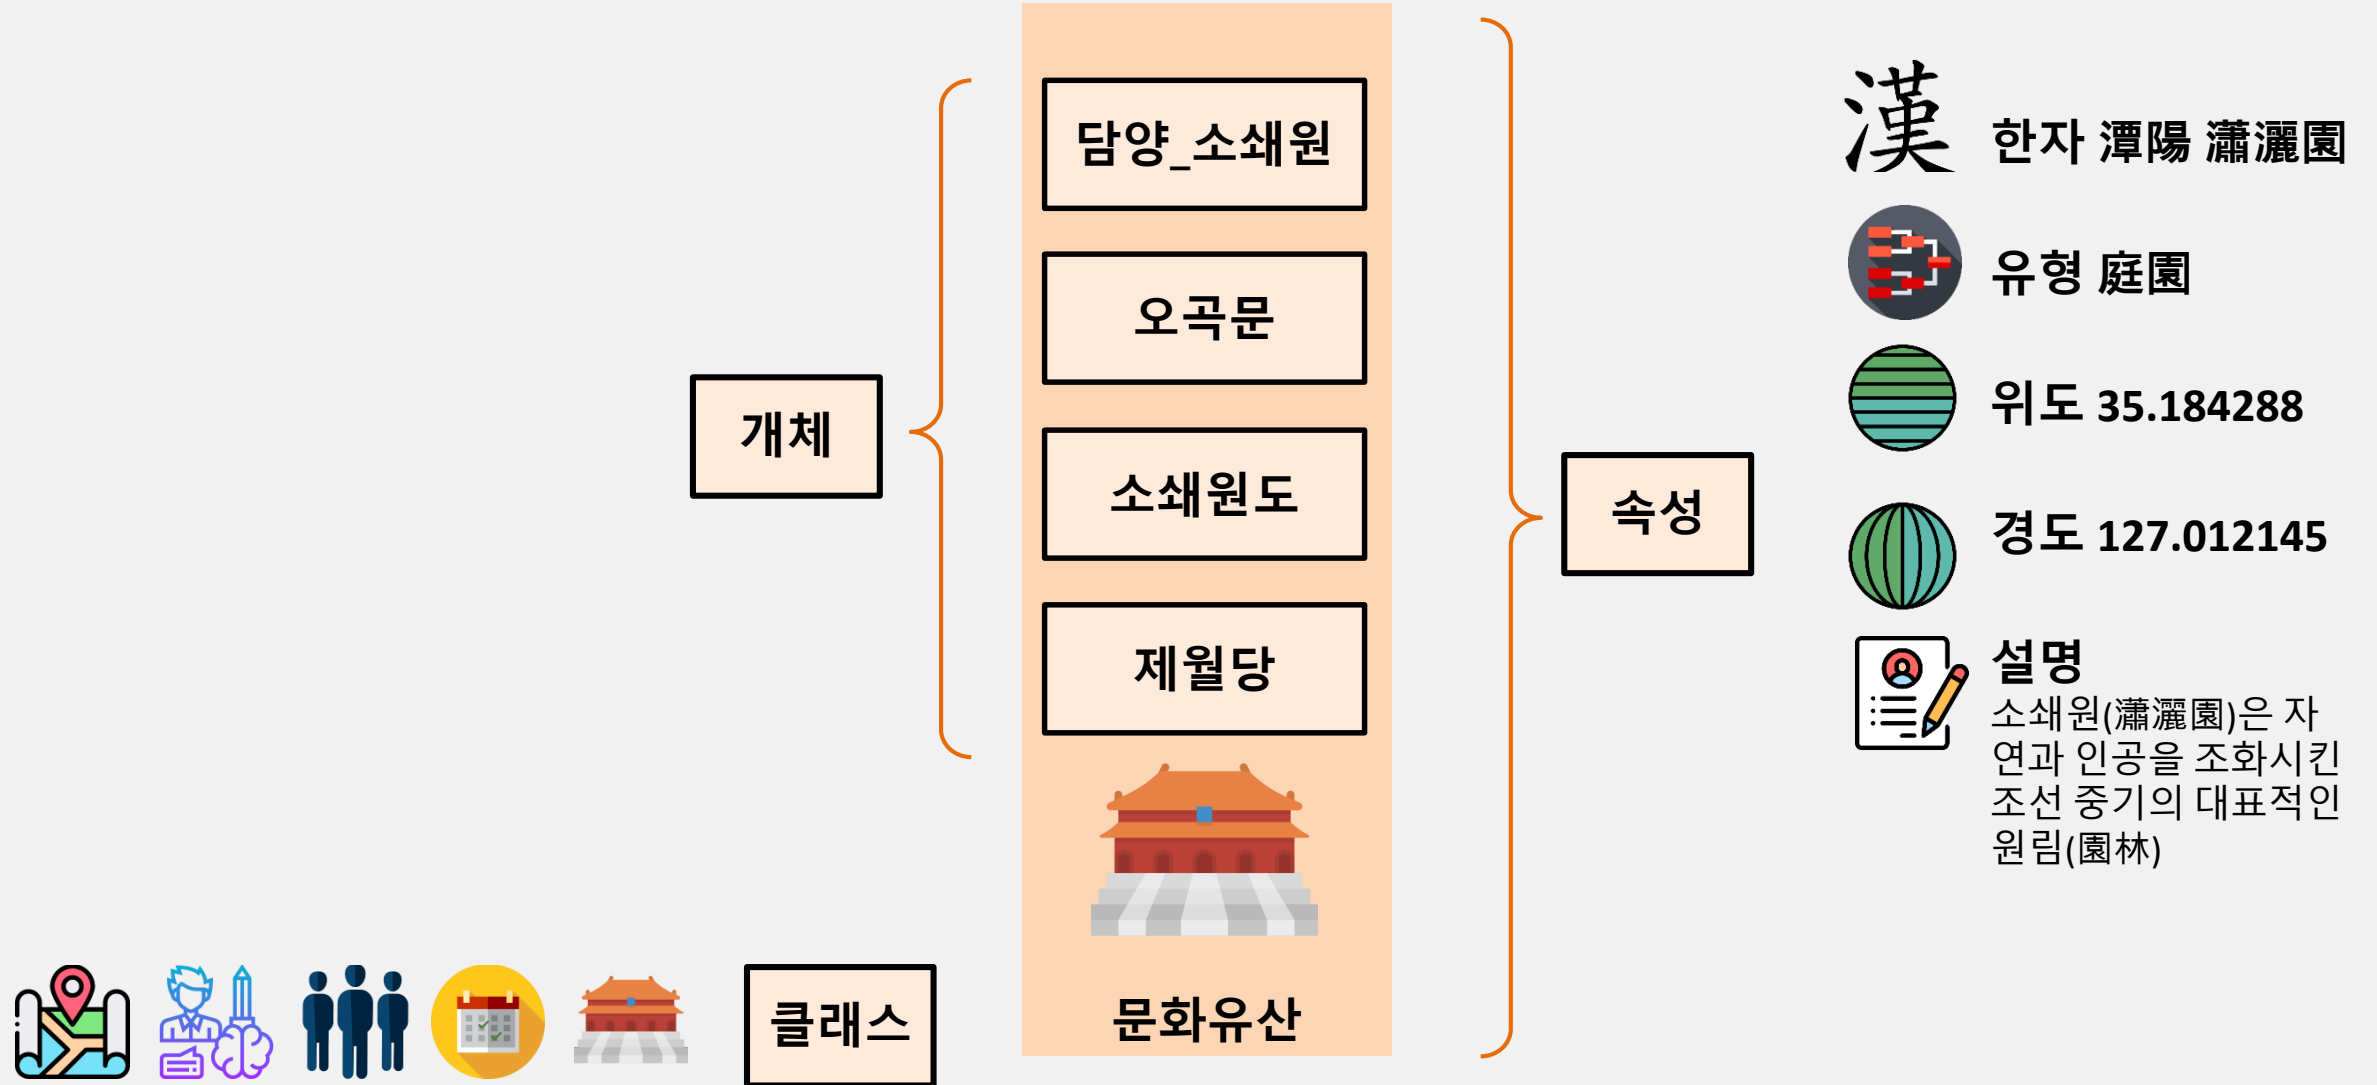 담양_소쇄원
오곡문
소쇄원도
제월당
문화유산
개체
클래스
속성
漢
한자 潭陽 瀟灑園
유형 庭園
위도 35.184288
경도 127.012145
설명
소쇄원(瀟灑園)은 자
연과 인공을 조화시킨
조선 중기의 대표적인
원림(園林)